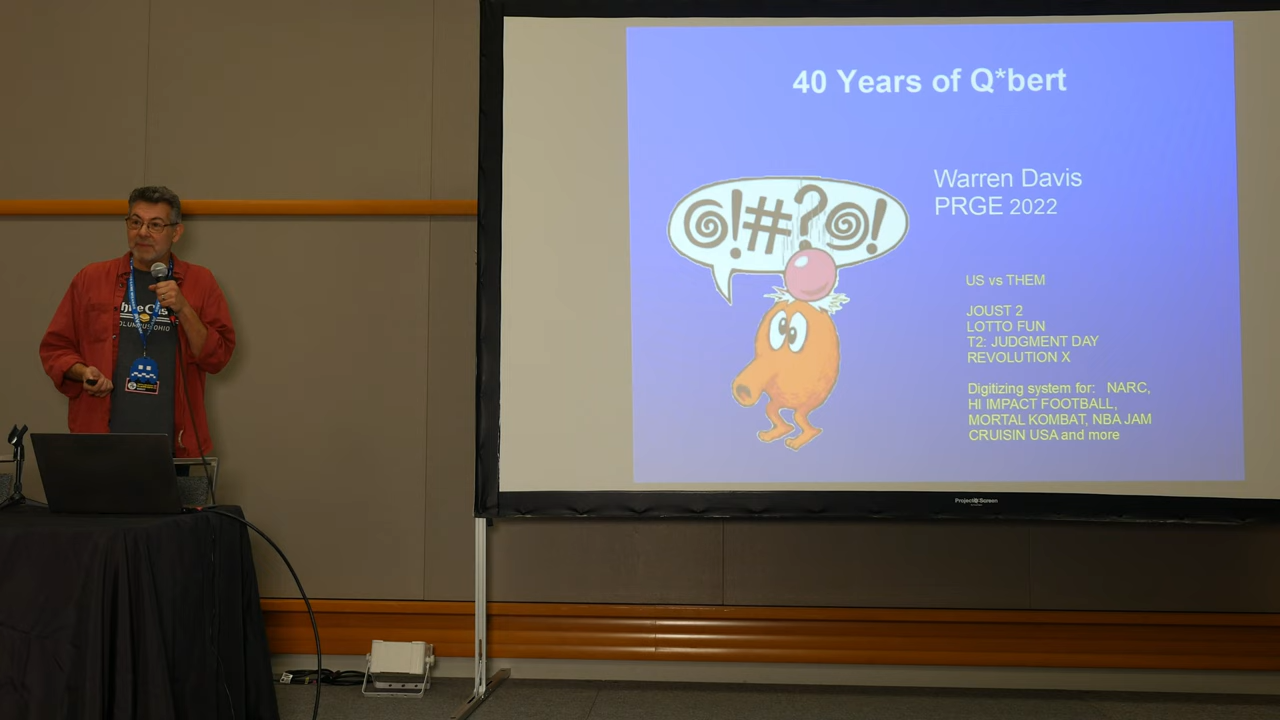 40 Years of Q*bert
@!#?@!
Warren Davis
PRGE 2022
US vs THEM
JOUST 2
LOTTO FUN
T2: JUDGMENT DAY
REVOLUTION X
Digitizing system for: NARC,
HI IMPACT FOOTBALL,
MORTAL KOMBAT, NBA JAM
CRUISIN USA and more